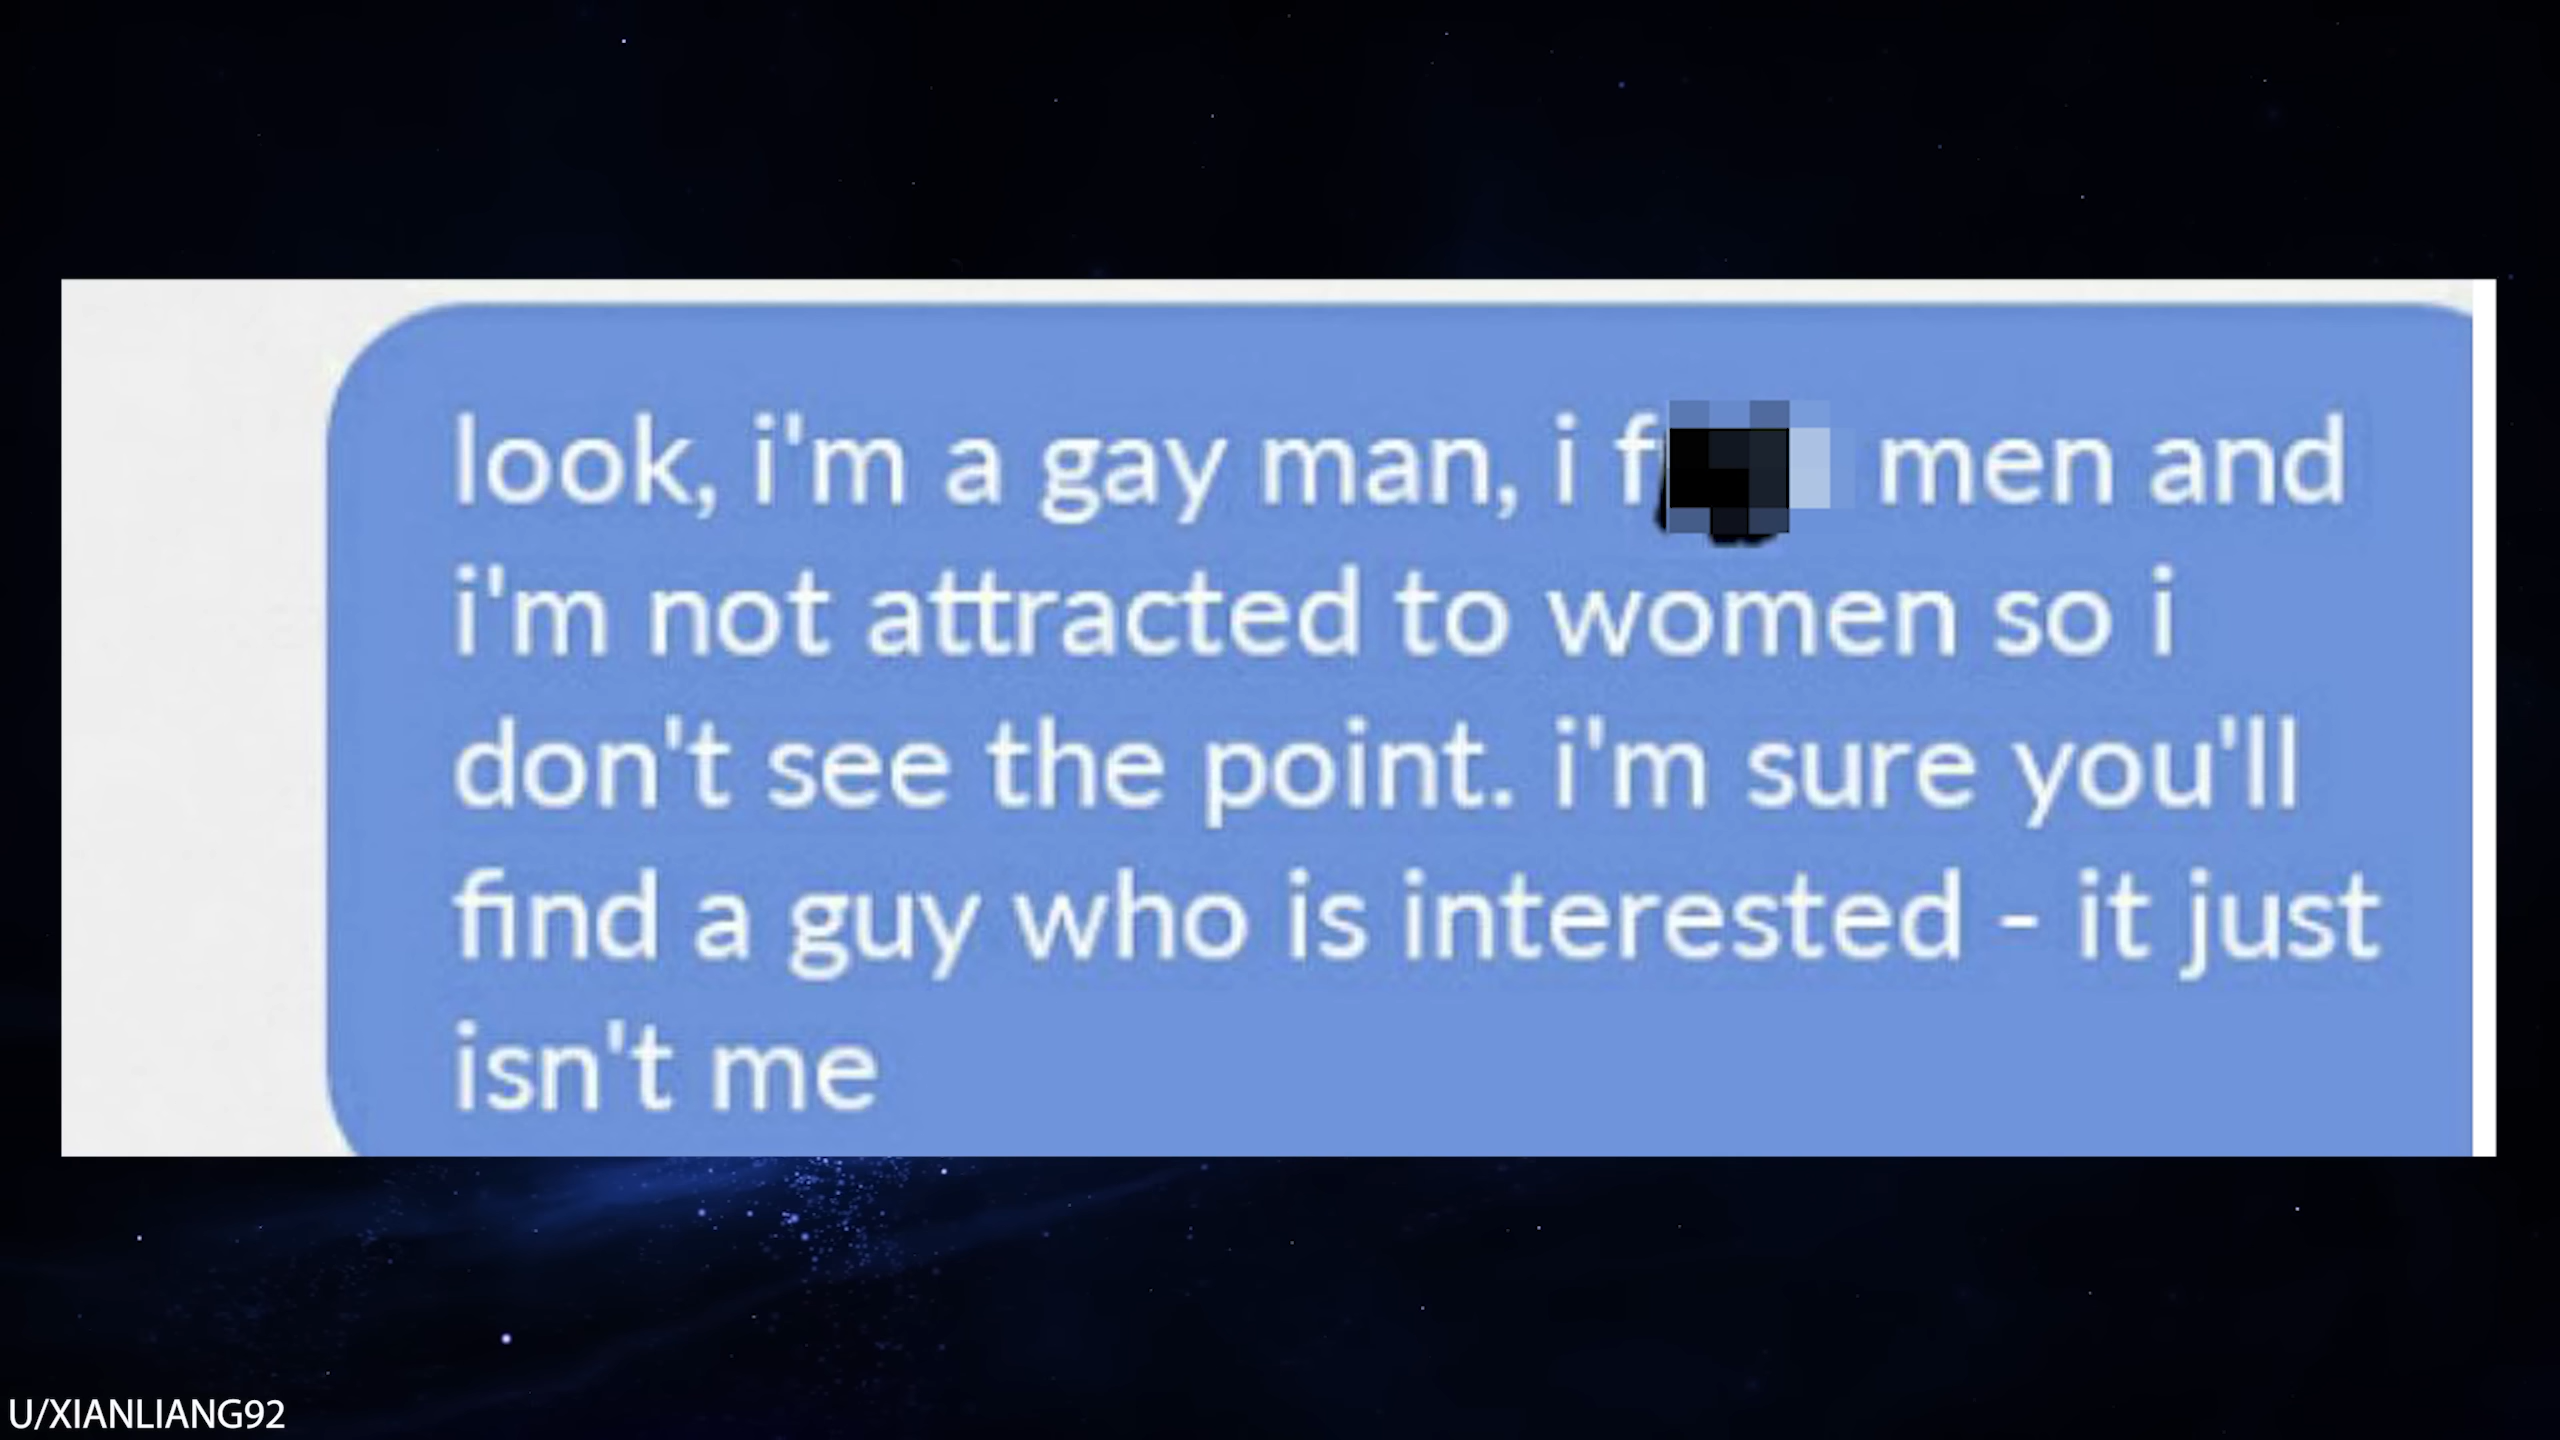 look, i'm a gay man, i f men and
i'm not attracted to women so i
don't see the point. i'm sure you'll
find a guy who is interested - it just
isn't me
U/XIANLIANG92